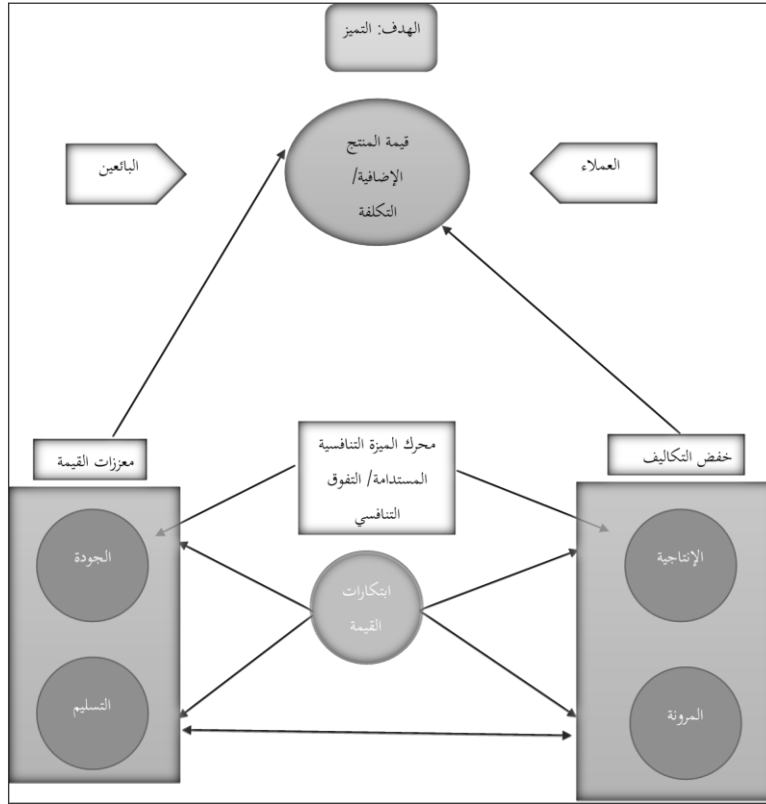 الهدف: التميز
قيمة المنتج
الإضافية/
التكلفة
العملاء
البائعين
محرك الميزة التنافسية
المستدامة/ التفوق
التنافسي
خفض التكاليف
معززات القيمة
الإنتاجية
الجودة
ابتكارات
القيمة
المرونة
التسليم